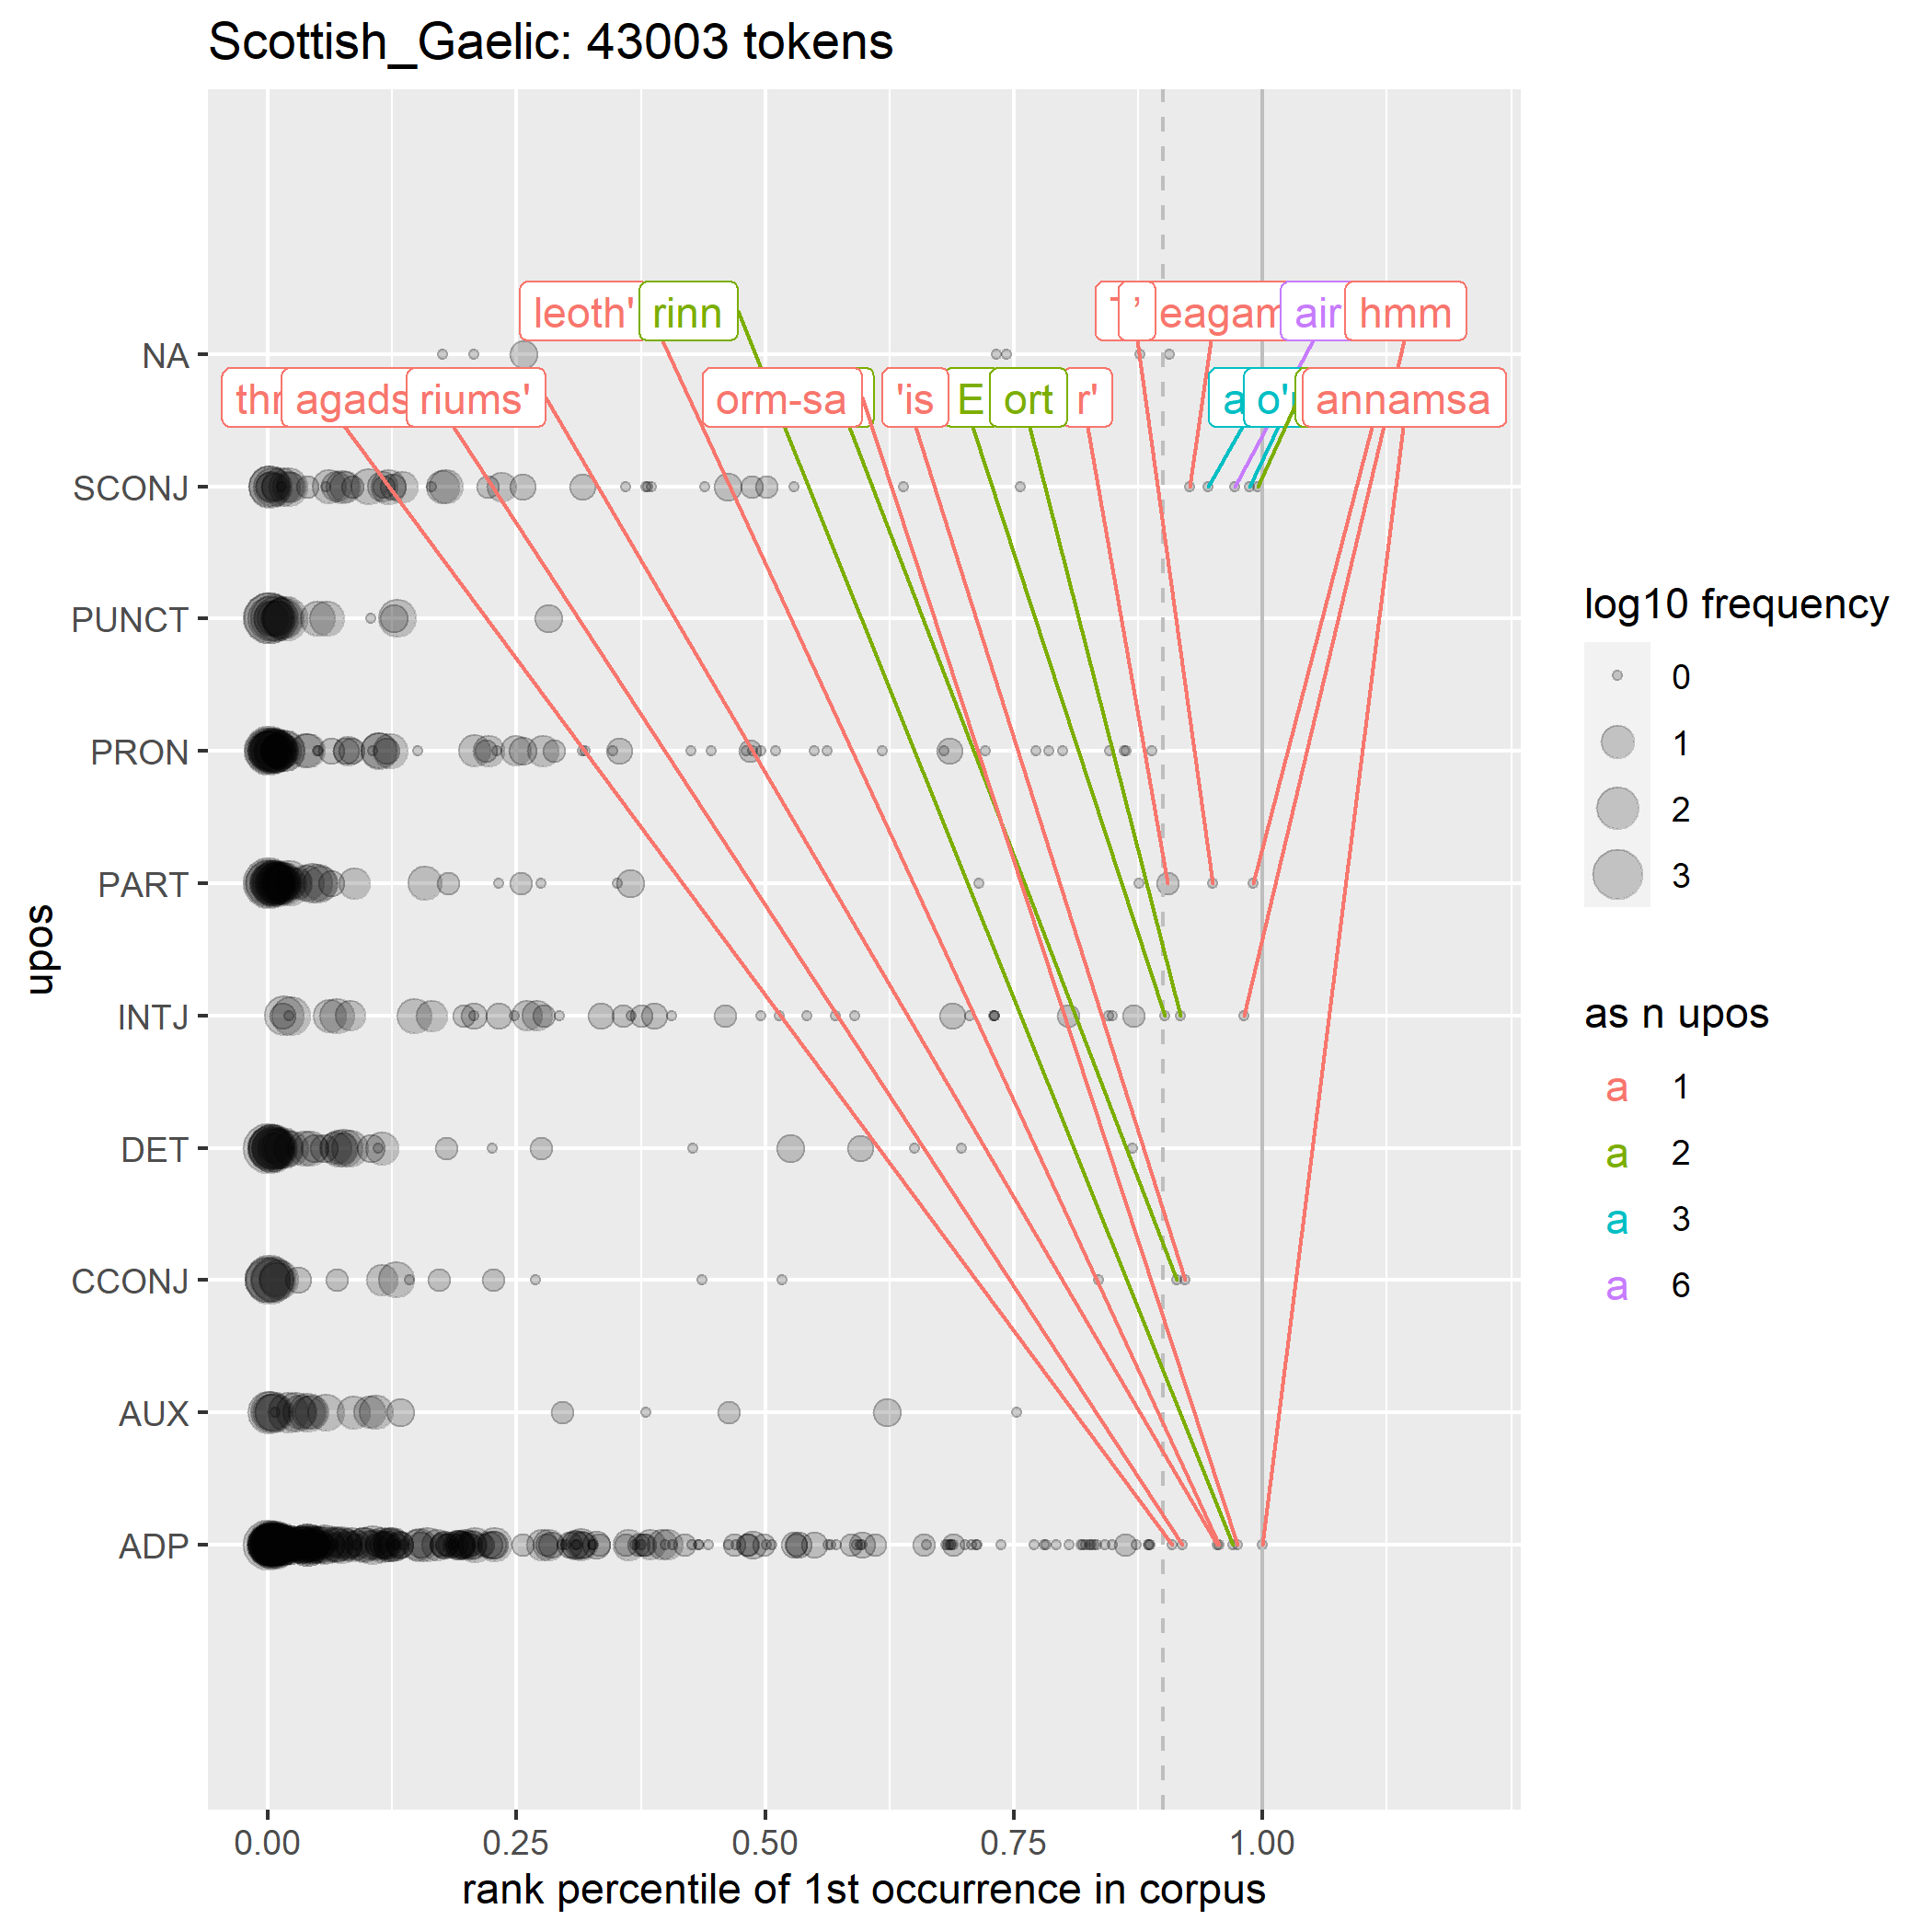 Scottish_Gaelic: 43003 tokens
leoth' rinn ’ eagam air hmm
thr agads riums' orm-sa 'is E ort r' a o' annamsa
NA
SCONJ
PUNCT
PRON
PART
INTJ
DET
CCONJ
AUX
ADP
upos
0.00 0.25 0.50 0.75 1.00
rank percentile of 1st occurrence in corpus
log10 frequency
0
1
2
3
as n upos
a 1
a 2
a 3
a 6